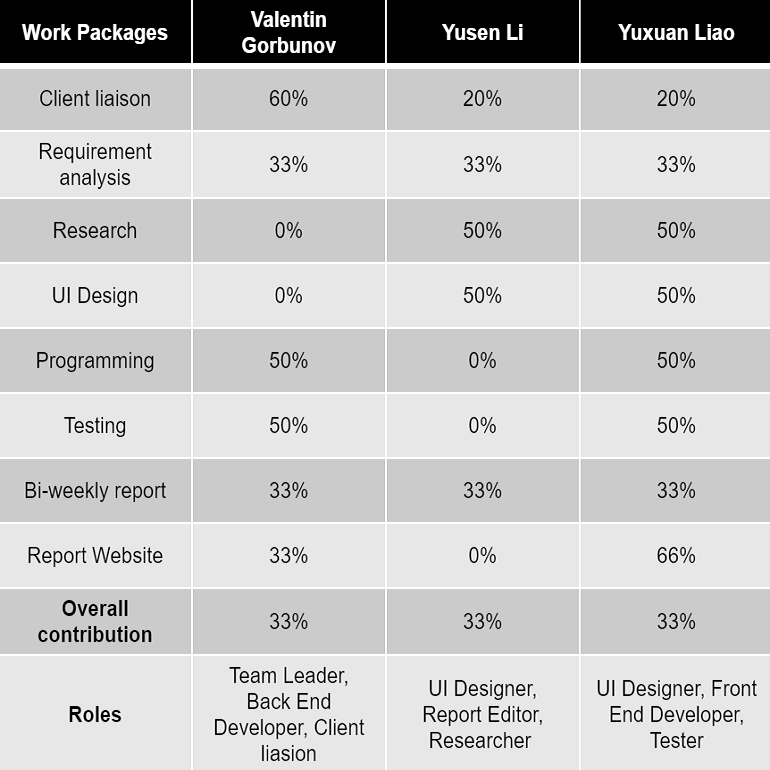 Work Packages
Valentin
Gorbunov
Yusen Li
Yuxuan Liao
Client liaison
60%
20%
20%
Requirement
analysis
33%
33%
33%
Research
0%
50%
50%
UI Design
0%
50%
50%
Programming
50%
0%
50%
Testing
50%
0%
50%
Bi-weekly report
33%
33%
33%
Report Website
33%
0%
66%
Overall
contribution
33%
33%
33%
Roles
Team Leader,
Back End
Developer, Client
liasion
UI Designer,
Report Editor,
Researcher
UI Designer, Front
End Developer,
Tester